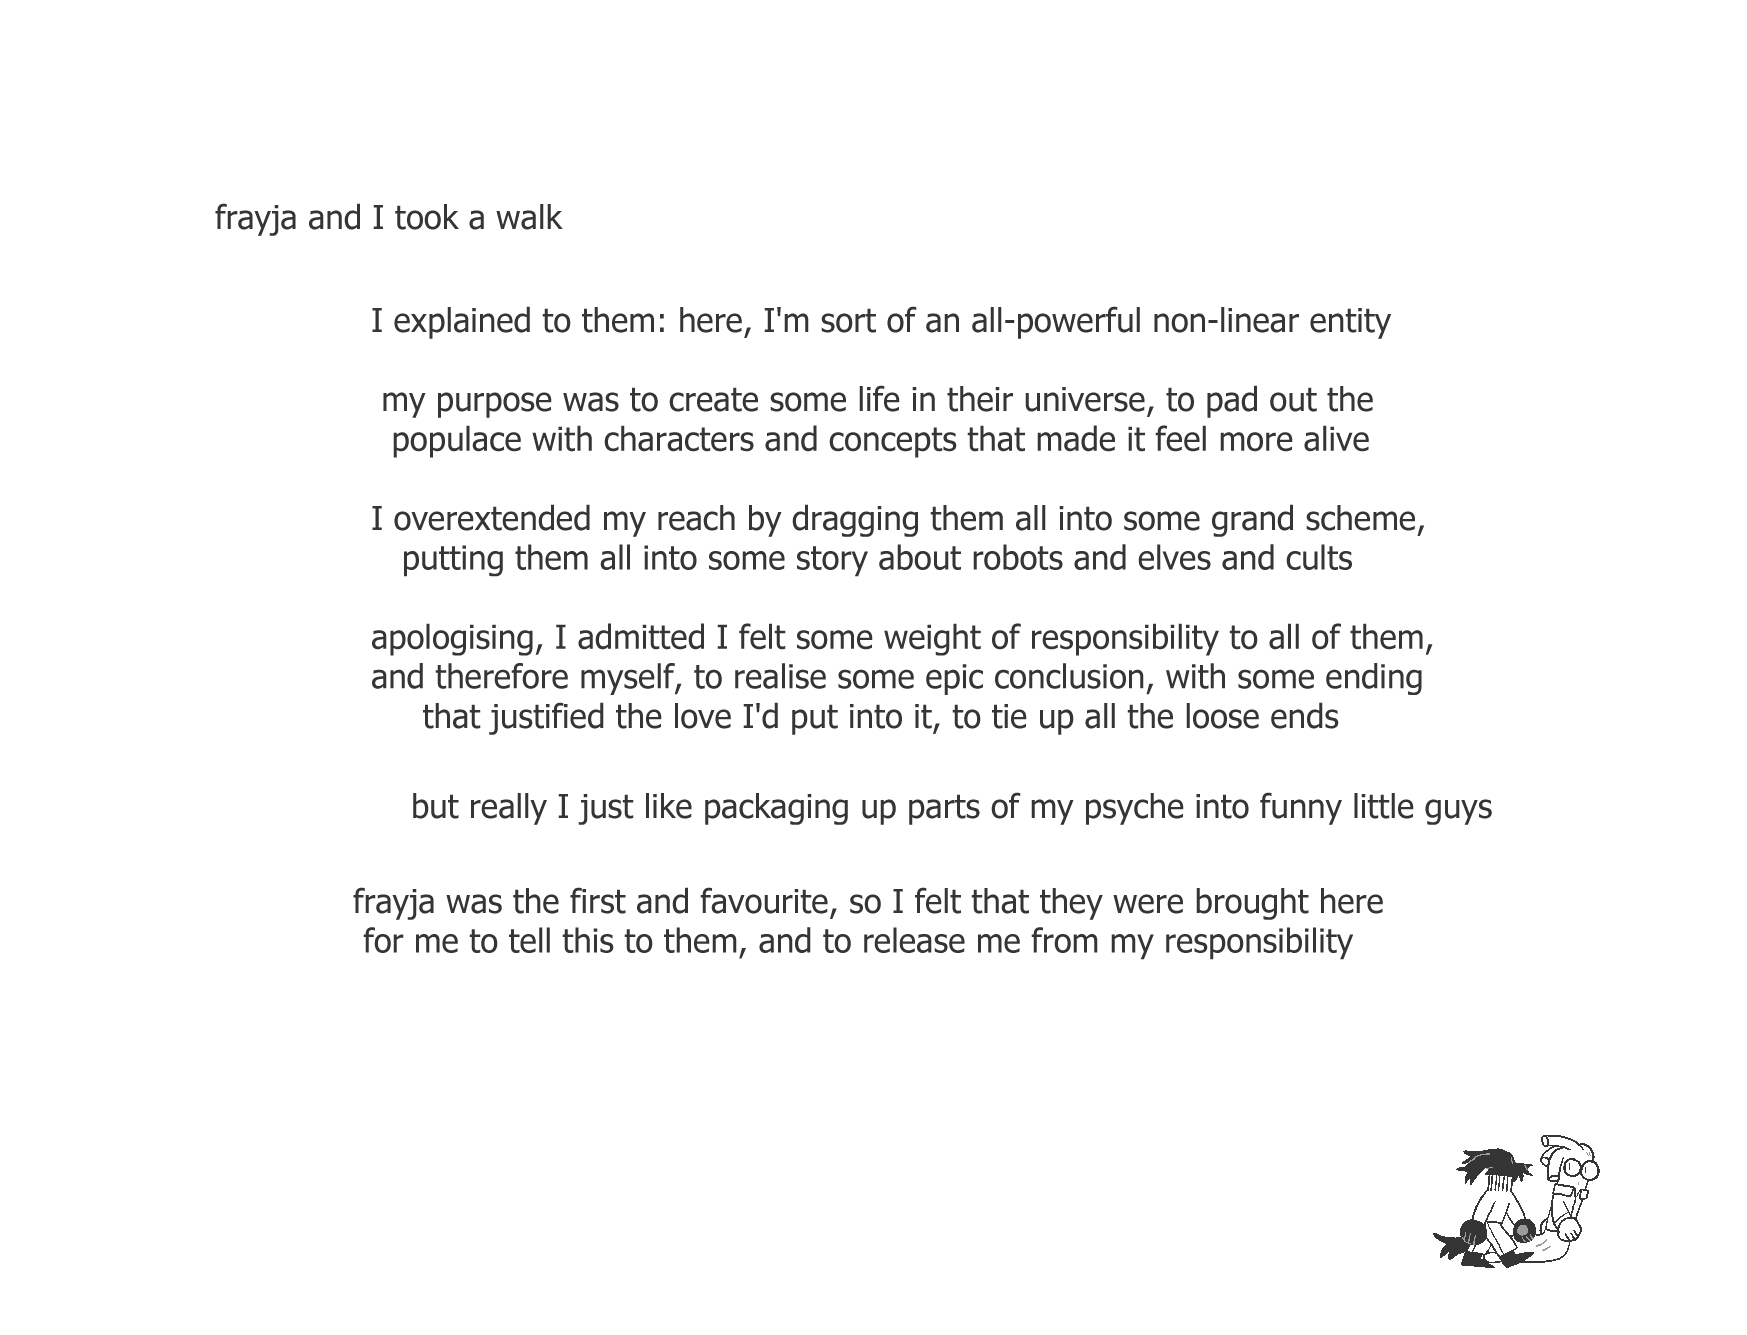 frayja and I took a walk
I explained to them: here, I'm sort of an all-powerful non-linear entity
my purpose was to create some life in their universe, to pad out the
populace with characters and concepts that made it feel more alive
I overextended my reach by dragging them all into some grand scheme,
putting them all into some story about robots and elves and cults
apologising, I admitted I felt some weight of responsibility to all of them,
and therefore myself, to realise some epic conclusion, with some ending
that justified the love I'd put into it, to tie up all the loose ends
but really I just like packaging up parts of my psyche into funny little guys
frayja was the first and favourite, so I felt that they were brought here
for me to tell this to them, and to release me from my responsibility